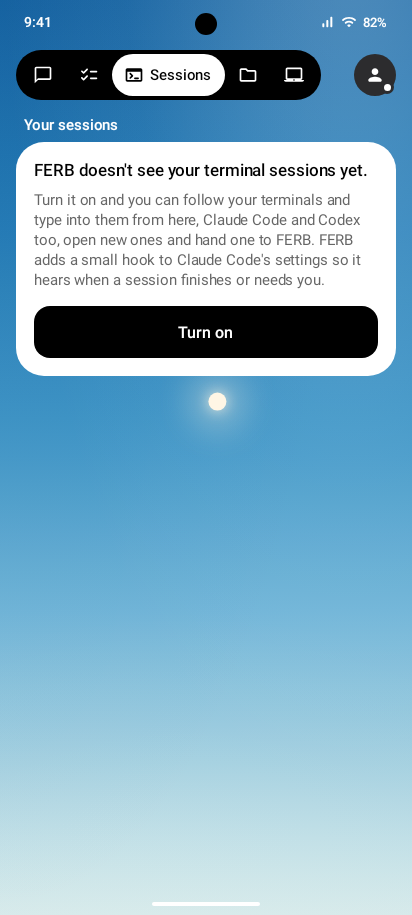 9:41
82%
Sessions
Your sessions
FERB doesn't see your terminal sessions yet.
Turn it on and you can follow your terminals and
type into them from here, Claude Code and Codex
too, open new ones and hand one to FERB. FERB
adds a small hook to Claude Code's settings so it
hears when a session finishes or needs you.
Turn on